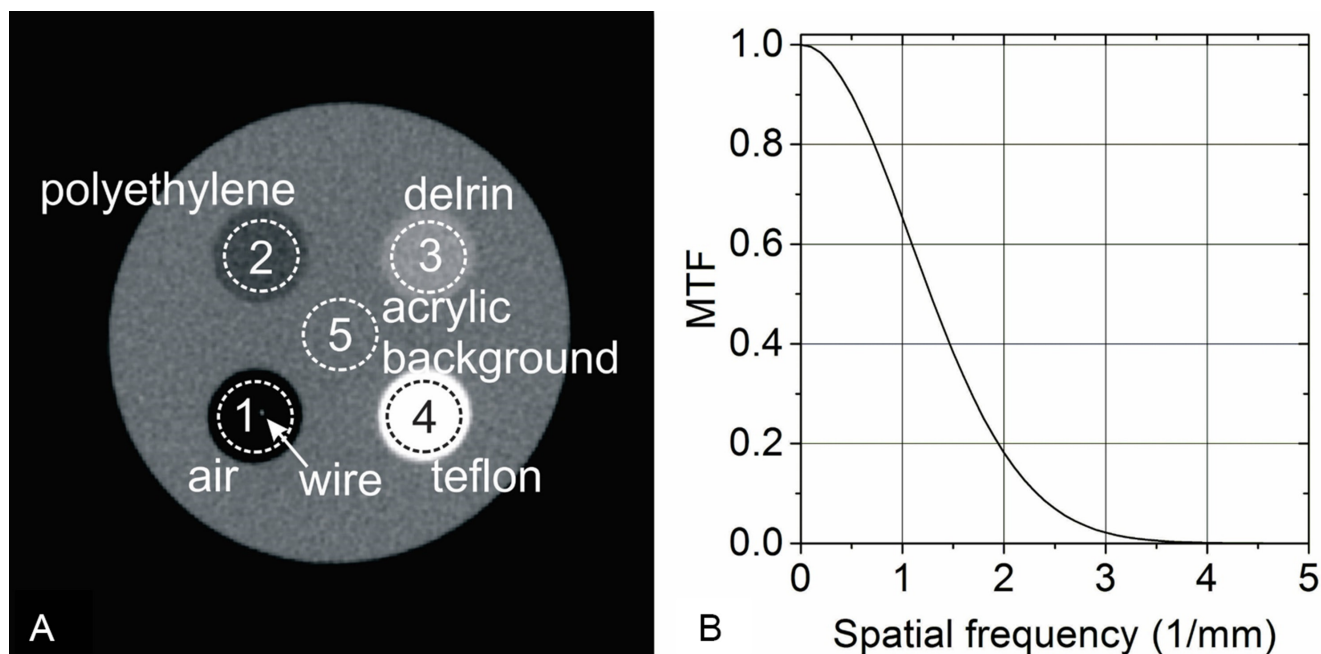 polyethylene
delrin
2
3
acrylic
5
background
1
4
air
wire
teflon
A
1.0
0.8
0.6
0.4
0.2
0.0
MTF
0 1 2 3 4 5
Spatial frequency (1/mm)
B